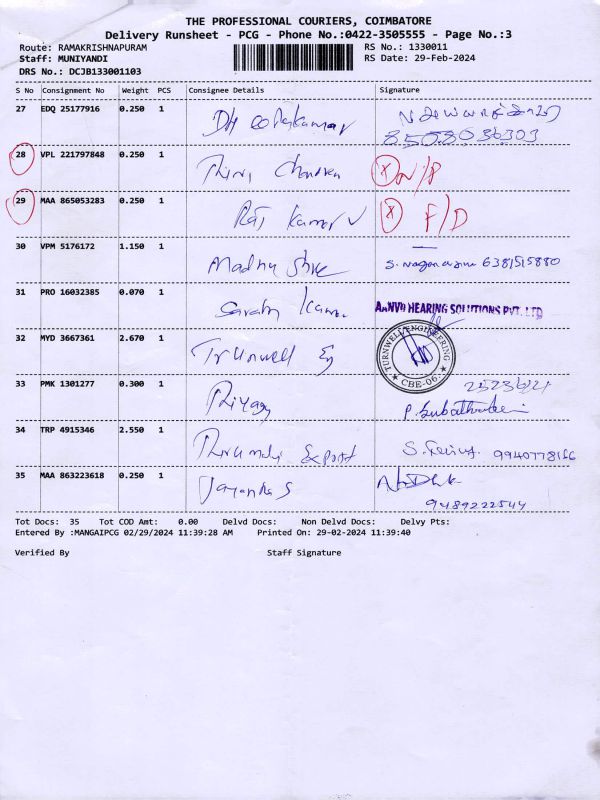 THE PROFESSIONAL COURIERS, COIMBATORE
Delivery Runsheet - PCG - Phone No.:0422-3505555 - Page No.:3
Route: RAMAKRISHNAPURAM RS No.: 1330011
Staff: MUNIYANDI RS Date: 29-Feb-2024
DRS No.: DCJB133001103
S No Consignment No Weight PCS Consignee Details Signature
27 EDQ 25177916 0.250 1
8508036303
28 VPL 221797848 0.250 1
29 MAA 865053283 0.250 1 Raj Kumar V F/D
30 VPM 5176172 1.150 1 Madhu Shree 6381515880
31 PRO 16032385 0.070 1 AANVII HEARING SOLUTIONS PVT. LTD
32 MYD 3667361 2.670 1 TURNWELL ENGINEERING
CBE-06.
33 PMK 1301277 0.300 1 Priyag
34 TRP 4915346 2.550 1 Export S.
35 MAA 863223618 0.250 1
9489222544
Tot Docs: 35 Tot COD Amt: 0.00 Delvd Docs: Non Delvd Docs: Delvy Pts:
Entered By :MANGAIPCG 02/29/2024 11:39:28 AM Printed On: 29-02-2024 11:39:40
Verified By Staff Signature